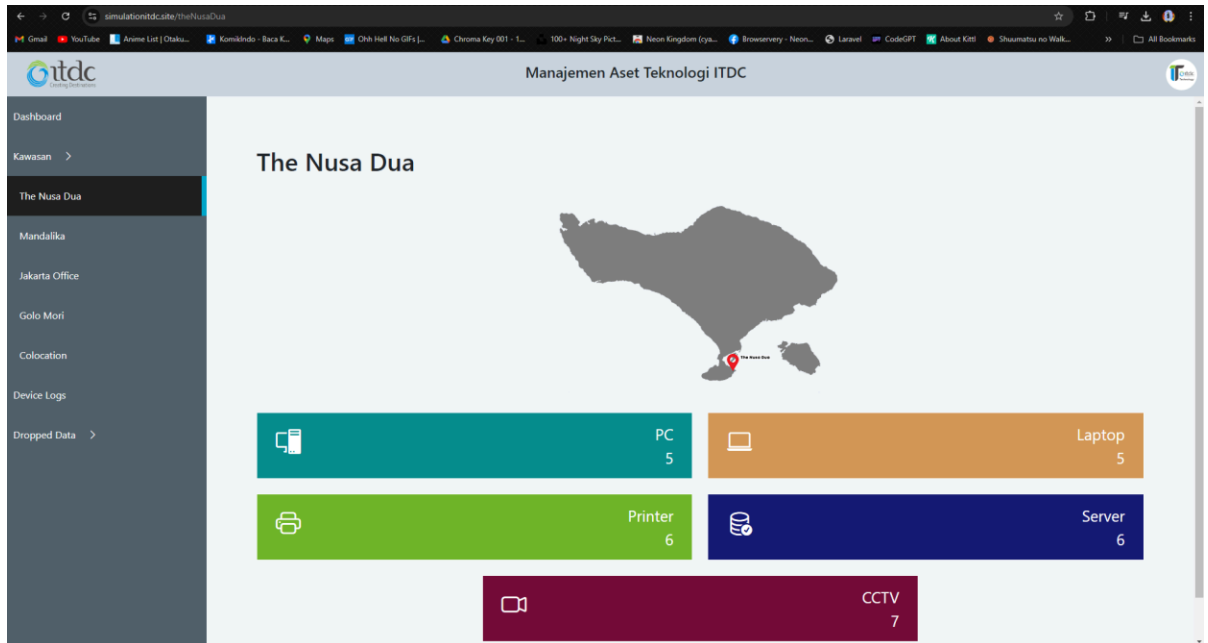 simulationitdc.site/theNusaDua
Gmail YouTube Anime List | Otaku... KomikIndo - Baca K... Maps Ohh Hell No GIFs |... Chroma Key 001 - 1... 100+ Night Sky Pict... Neon Kingdom (cya... Browservery - Neon... Laravel CodeGPT About Kittl Shuumatsu no Walk... » All Bookmarks
itdc
Creating Destinations
Manajemen Aset Teknologi ITDC
Dashboard
Kawasan >
The Nusa Dua
Mandalika
Jakarta Office
Golo Mori
Colocation
Device Logs
Dropped Data >
The Nusa Dua
The Nusa Dua
PC
5
Laptop
5
Printer
6
Server
6
CCTV
7